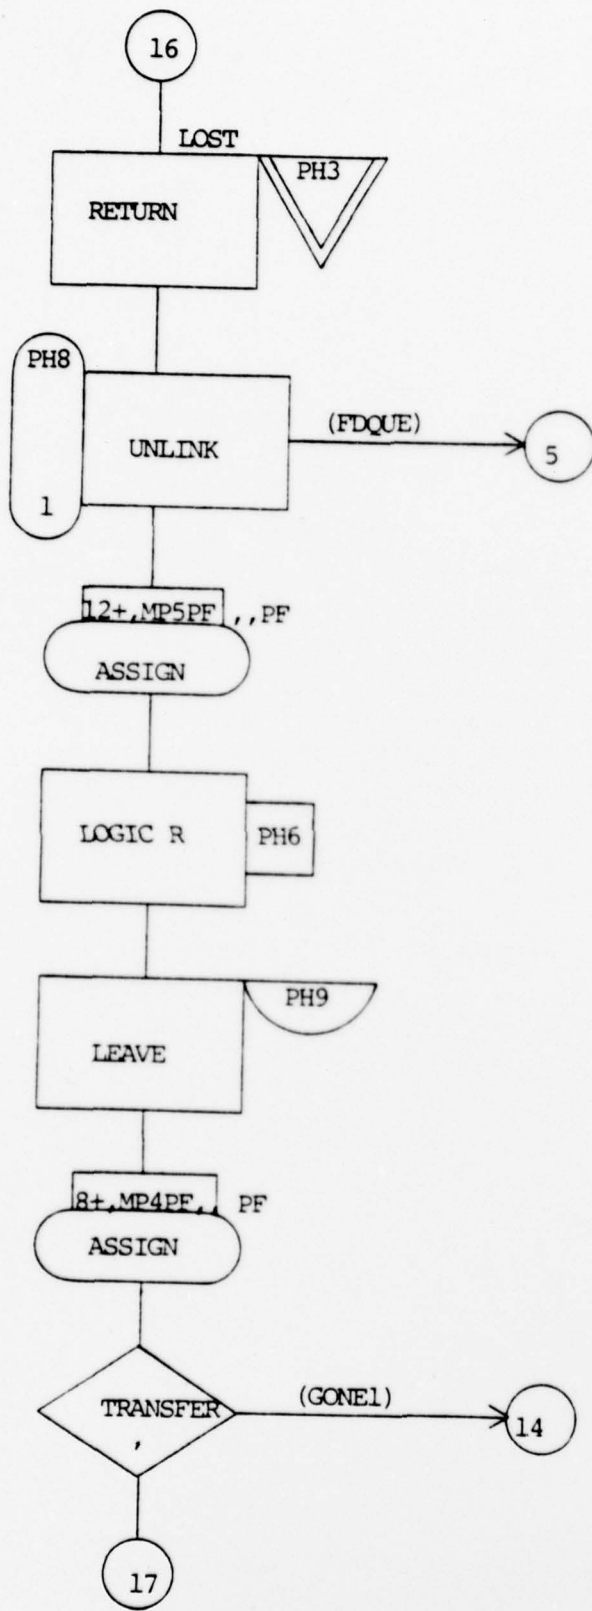 16
LOST
PH3
RETURN
PH8
(FDQUE)
UNLINK
5
1
12+,MP5PF ,,PF
ASSIGN
LOGIC R
PH6
PH9
LEAVE
8+,MP4PF,, PF
ASSIGN
(GONE1)
TRANSFER
,
14
17